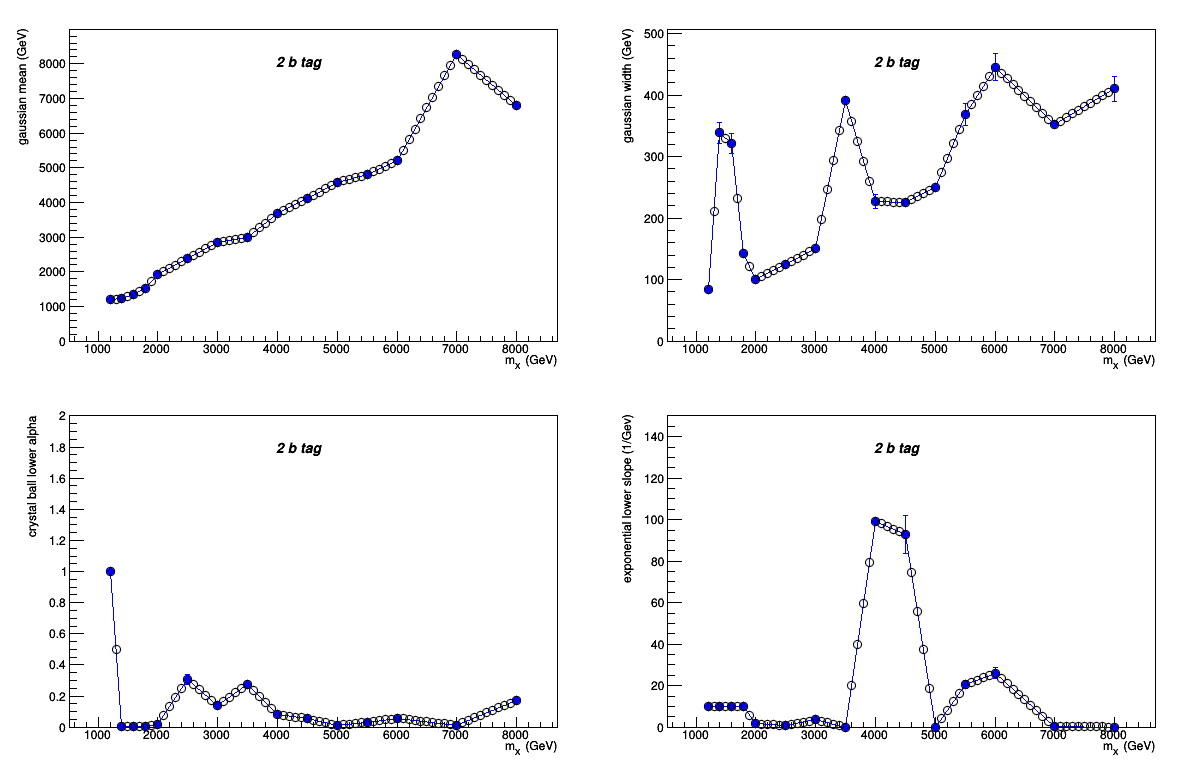 gaussian mean (GeV)
2 b tag
8000
7000
6000
5000
4000
3000
2000
1000
0
1000 2000 3000 4000 5000 6000 7000 8000
mx (GeV)
gaussian width (GeV)
2 b tag
500
400
300
200
100
0
1000 2000 3000 4000 5000 6000 7000 8000
mx (GeV)
crystal ball lower alpha
2 b tag
2
1.8
1.6
1.4
1.2
1
0.8
0.6
0.4
0.2
0
1000 2000 3000 4000 5000 6000 7000 8000
mx (GeV)
exponential lower slope (1/Gev)
2 b tag
140
120
100
80
60
40
20
0
1000 2000 3000 4000 5000 6000 7000 8000
mx (GeV)